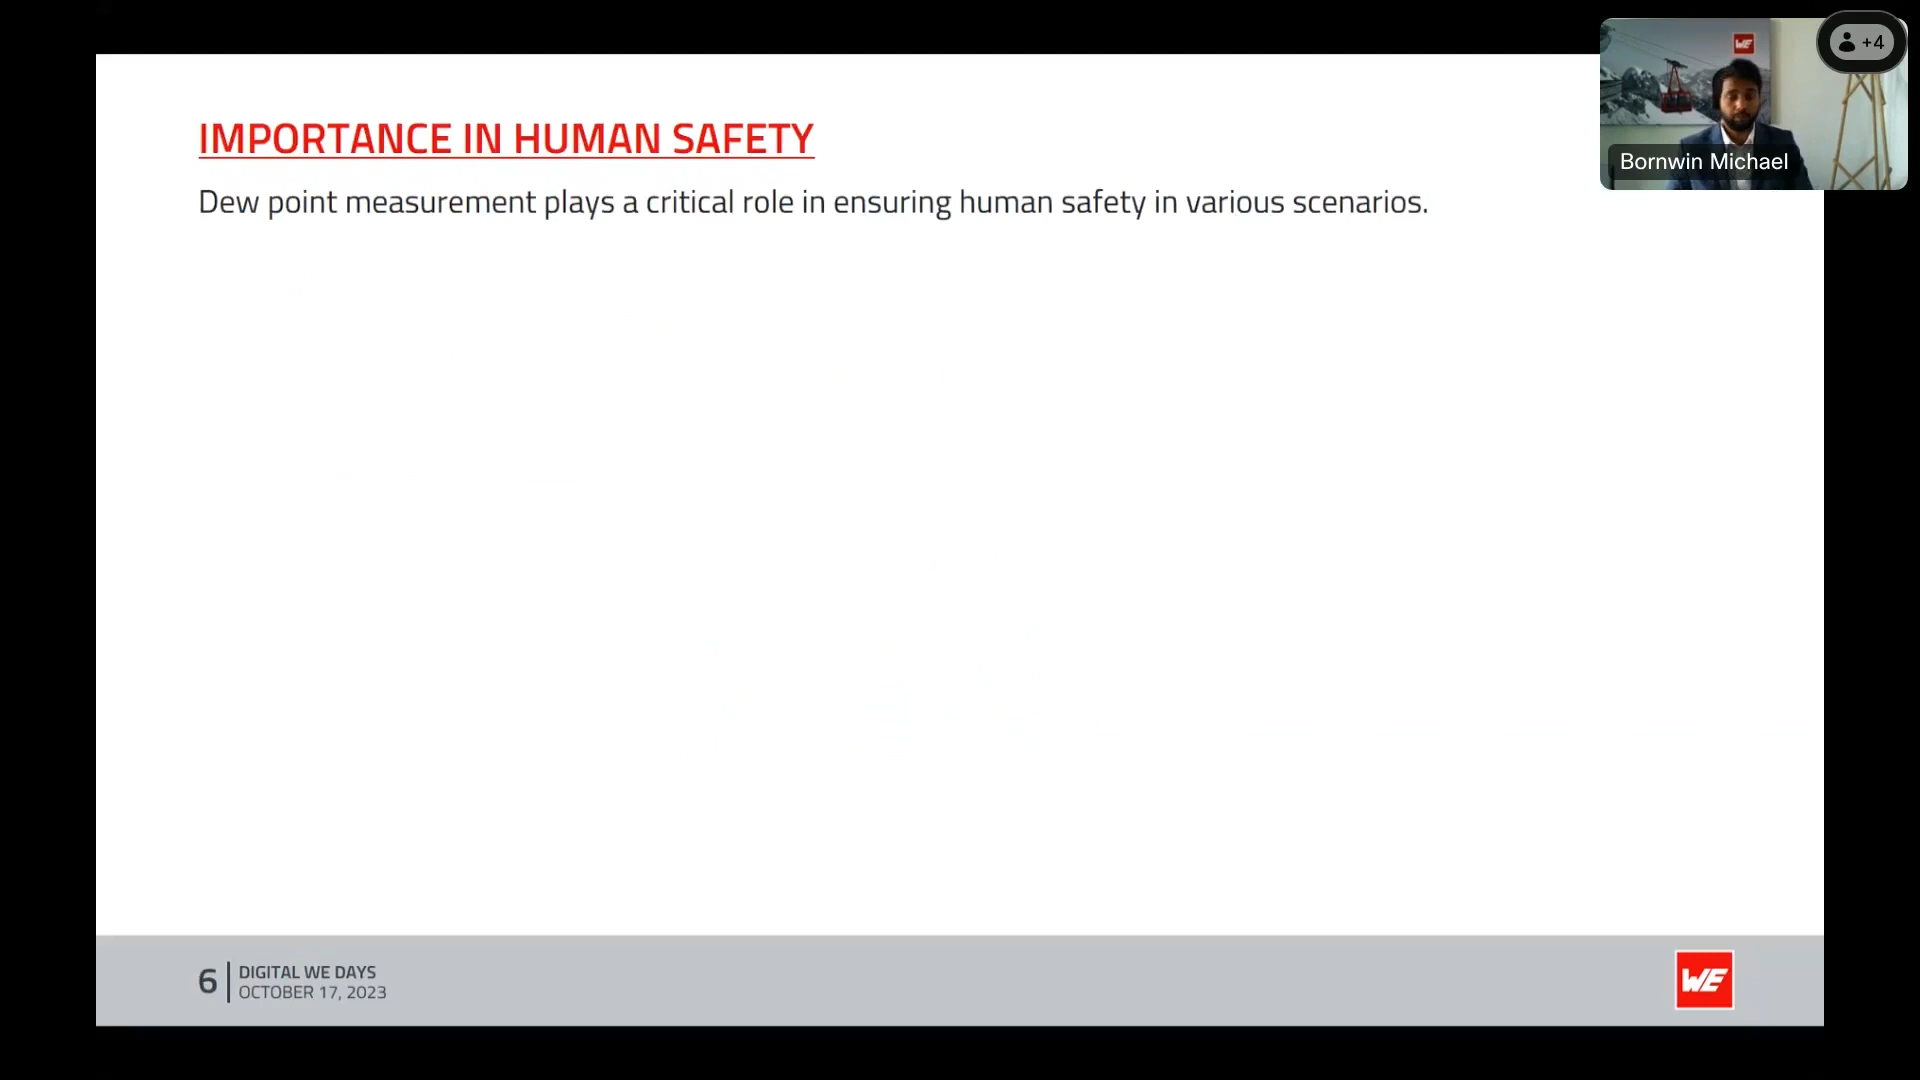 IMPORTANCE IN HUMAN SAFETY
Dew point measurement plays a critical role in ensuring human safety in various scenarios.
+4
WE
Bornwin Michael
6
DIGITAL WE DAYS
OCTOBER 17, 2023
WE